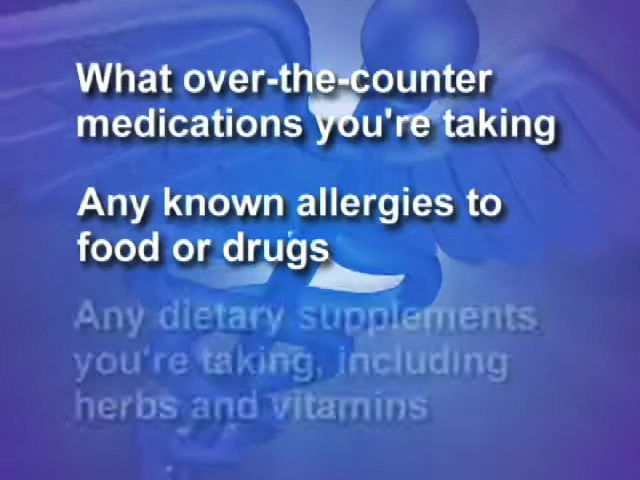 What over-the-counter
medications you're taking
Any known allergies to
food or drugs
Any dietary supplements
you're taking, including
herbs and vitamins